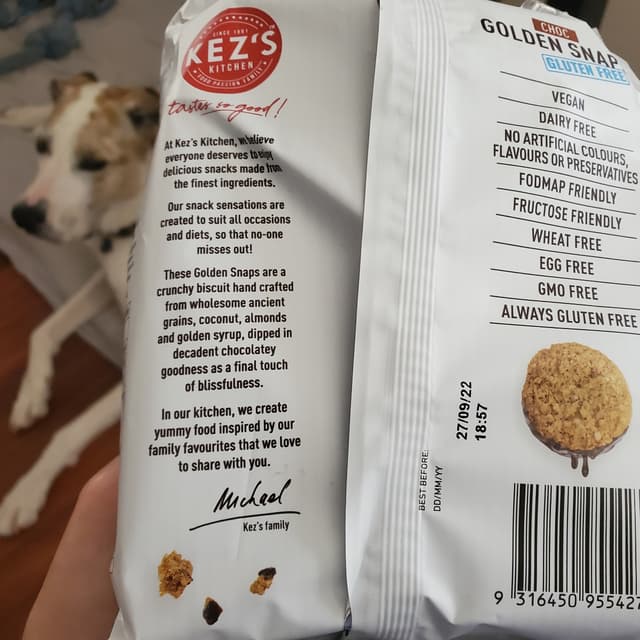 SINCE 1991
KEZ'S
KITCHEN
FOOD PASSION FAMILY
tastes so good!
At Kez's Kitchen, we believe
everyone deserves to enjoy
delicious snacks made from
the finest ingredients.
Our snack sensations are
created to suit all occasions
and diets, so that no-one
misses out!
These Golden Snaps are a
crunchy biscuit hand crafted
from wholesome ancient
grains, coconut, almonds
and golden syrup, dipped in
decadent chocolatey
goodness as a final touch
of blissfulness.
In our kitchen, we create
yummy food inspired by our
family favourites that we love
to share with you.
Michael
Kez's family
CHOC
GOLDEN SNAP
GLUTEN FREE
VEGAN
DAIRY FREE
NO ARTIFICIAL COLOURS,
FLAVOURS OR PRESERVATIVES
FODMAP FRIENDLY
FRUCTOSE FRIENDLY
WHEAT FREE
EGG FREE
GMO FREE
ALWAYS GLUTEN FREE
BEST BEFORE:
DD/MM/YY
27/09/22
18:57
9 316450 955427